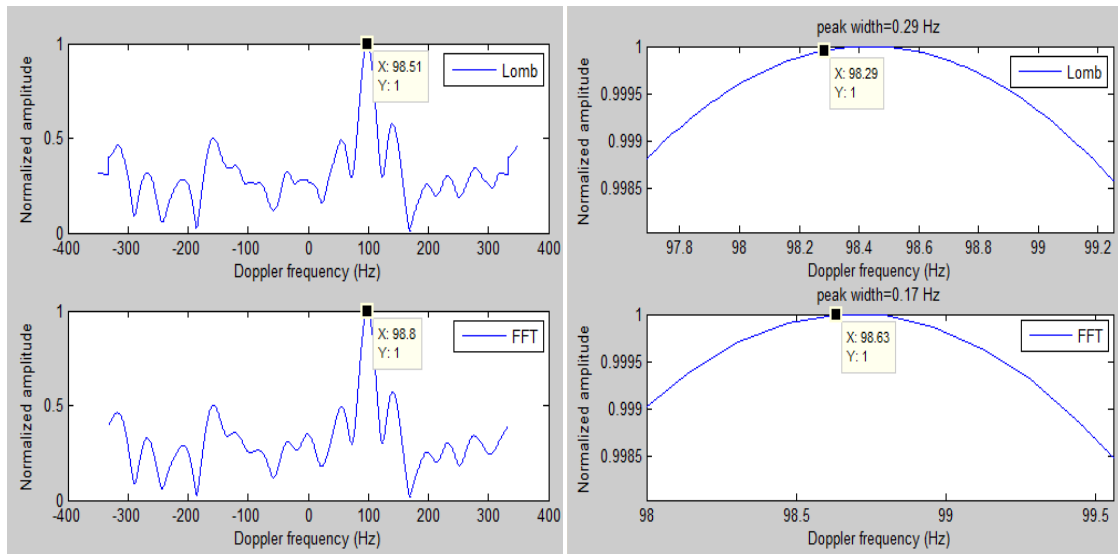 1
0.5
0
Normalized amplitude
X: 98.51
Y: 1
Lomb
-400 -300 -200 -100 0 100 200 300 400
Doppler frequency (Hz)
peak width=0.29 Hz
1
0.9995
0.999
0.9985
Normalized amplitude
X: 98.29
Y: 1
Lomb
97.8 98 98.2 98.4 98.6 98.8 99 99.2
Doppler frequency (Hz)
1
0.5
0
Normalized amplitude
X: 98.8
Y: 1
FFT
-400 -300 -200 -100 0 100 200 300 400
Doppler frequency (Hz)
peak width=0.17 Hz
1
0.9995
0.999
0.9985
Normalized amplitude
X: 98.63
Y: 1
FFT
98 98.5 99 99.5
Doppler frequency (Hz)